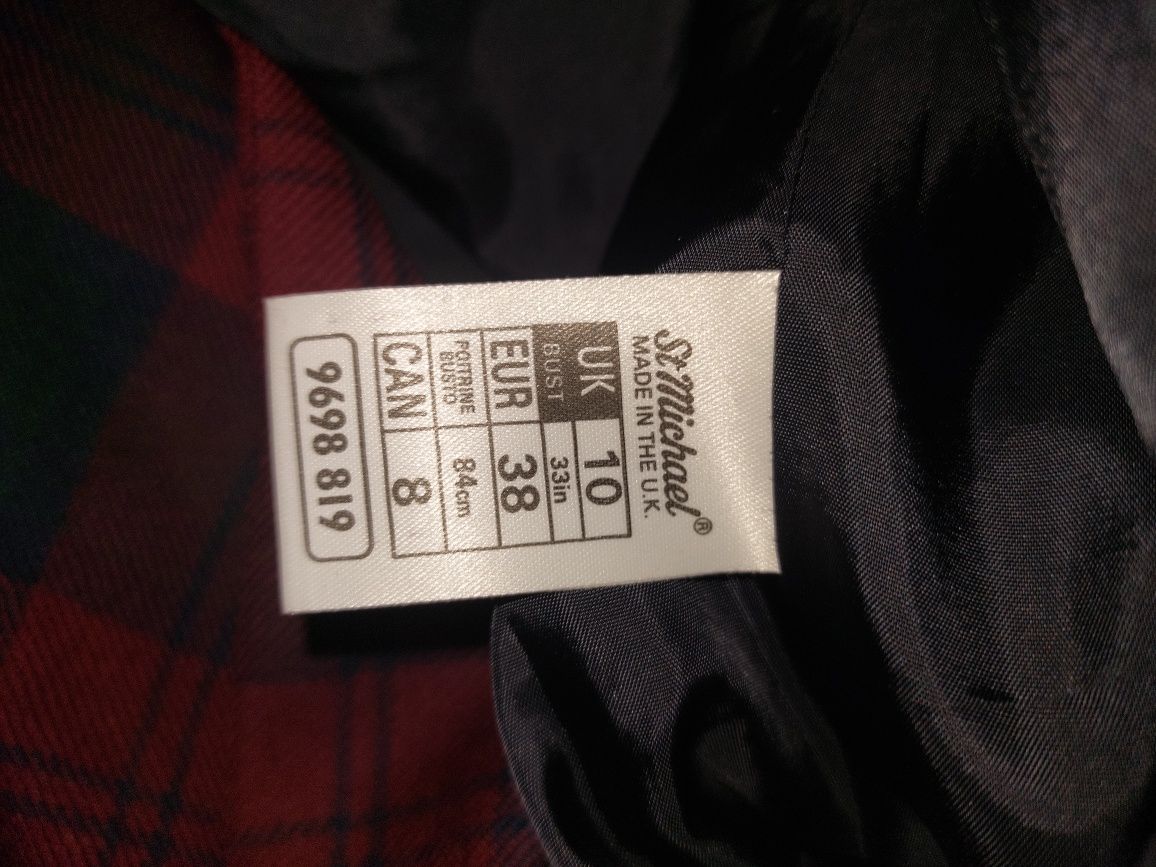 St Michael®
MADE IN THE U.K.
UK 10
BUST 33in
EUR 38
POITRINE BUSTO 84cm
CAN 8
9698 819